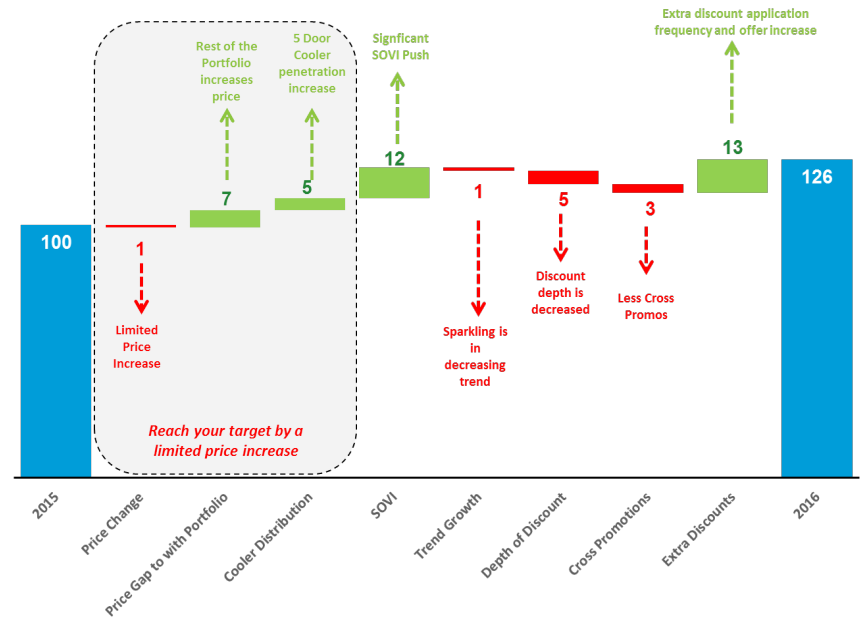 Extra discount application
frequency and offer increase
5 Door
Cooler
penetration
increase
Signficant
SOVI Push
Rest of the
Portfolio
increases
price
100
1
7
5
12
1
5
3
13
126
Limited
Price
Increase
Sparkling is
in
decreasing
trend
Discount
depth is
decreased
Less Cross
Promos
Reach your target by a
limited price increase
2015
Price Change
Price Gap to with Portfolio
Cooler Distribution
SOVI
Trend Growth
Depth of Discount
Cross Promotions
Extra Discounts
2016